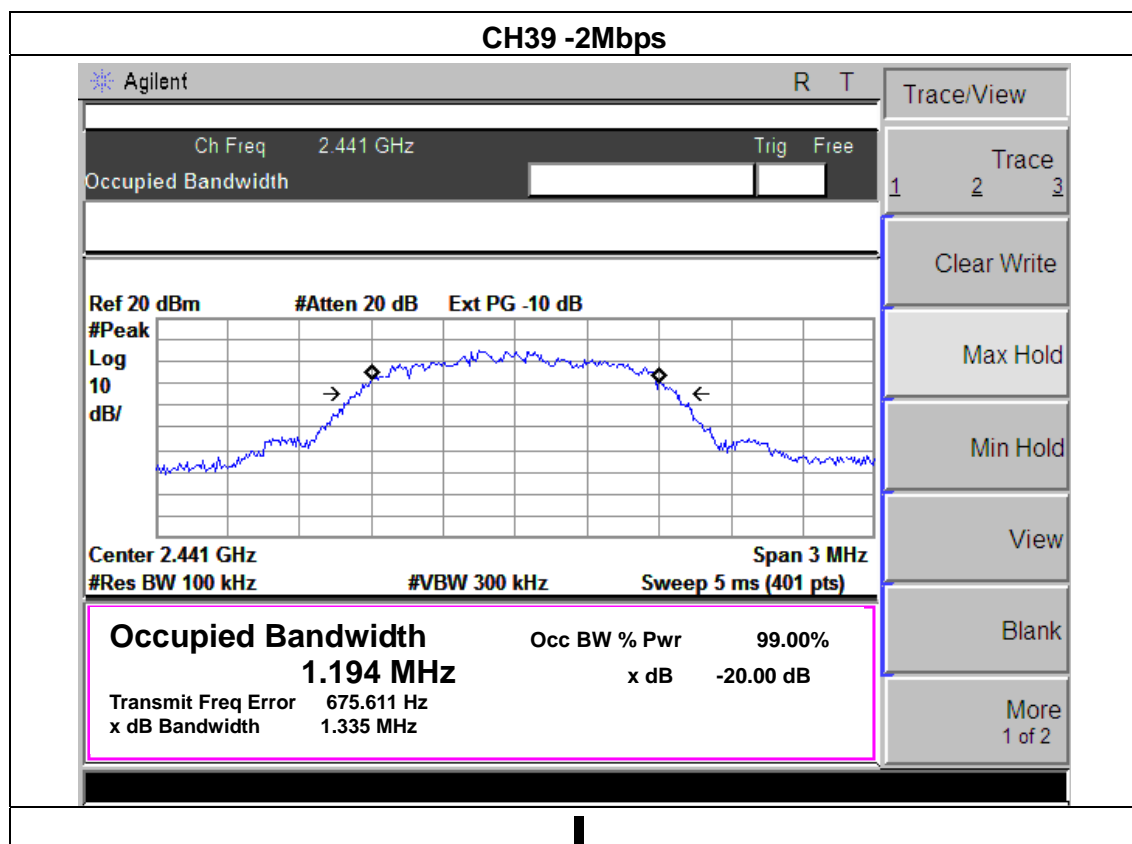 CH39 -2Mbps
Agilent R T
Ch Freq 2.441 GHz Trig Free
Occupied Bandwidth
Ref 20 dBm #Atten 20 dB Ext PG -10 dB
#Peak
Log
10
dB/
Center 2.441 GHz Span 3 MHz
#Res BW 100 kHz #VBW 300 kHz Sweep 5 ms (401 pts)
Occupied Bandwidth Occ BW % Pwr 99.00%
1.194 MHz x dB -20.00 dB
Transmit Freq Error 675.611 Hz
x dB Bandwidth 1.335 MHz
Trace/View
Trace
1 2 3
Clear Write
Max Hold
Min Hold
View
Blank
More
1 of 2